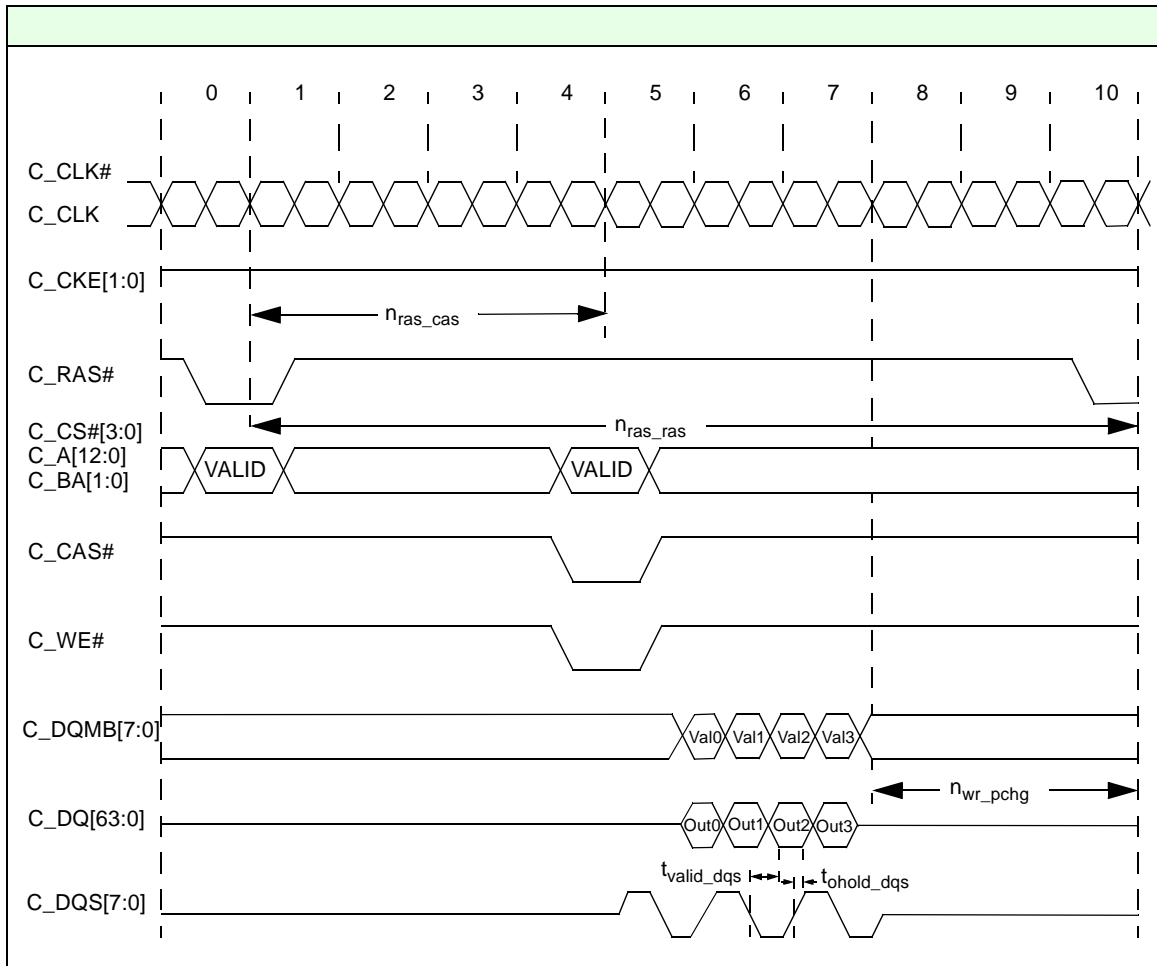 0 1 2 3 4 5 6 7 8 9 10
C_CLK#
C_CLK
C_CKE[1:0]
n_ras_cas
C_RAS#
C_CS#[3:0]
n_ras_ras
C_A[12:0]
VALID VALID
C_BA[1:0]
C_CAS#
C_WE#
C_DQMB[7:0]
Val0 Val1 Val2 Val3
n_wr_pchg
C_DQ[63:0]
Out0 Out1 Out2 Out3
t_valid_dqs t_ohold_dqs
C_DQS[7:0]